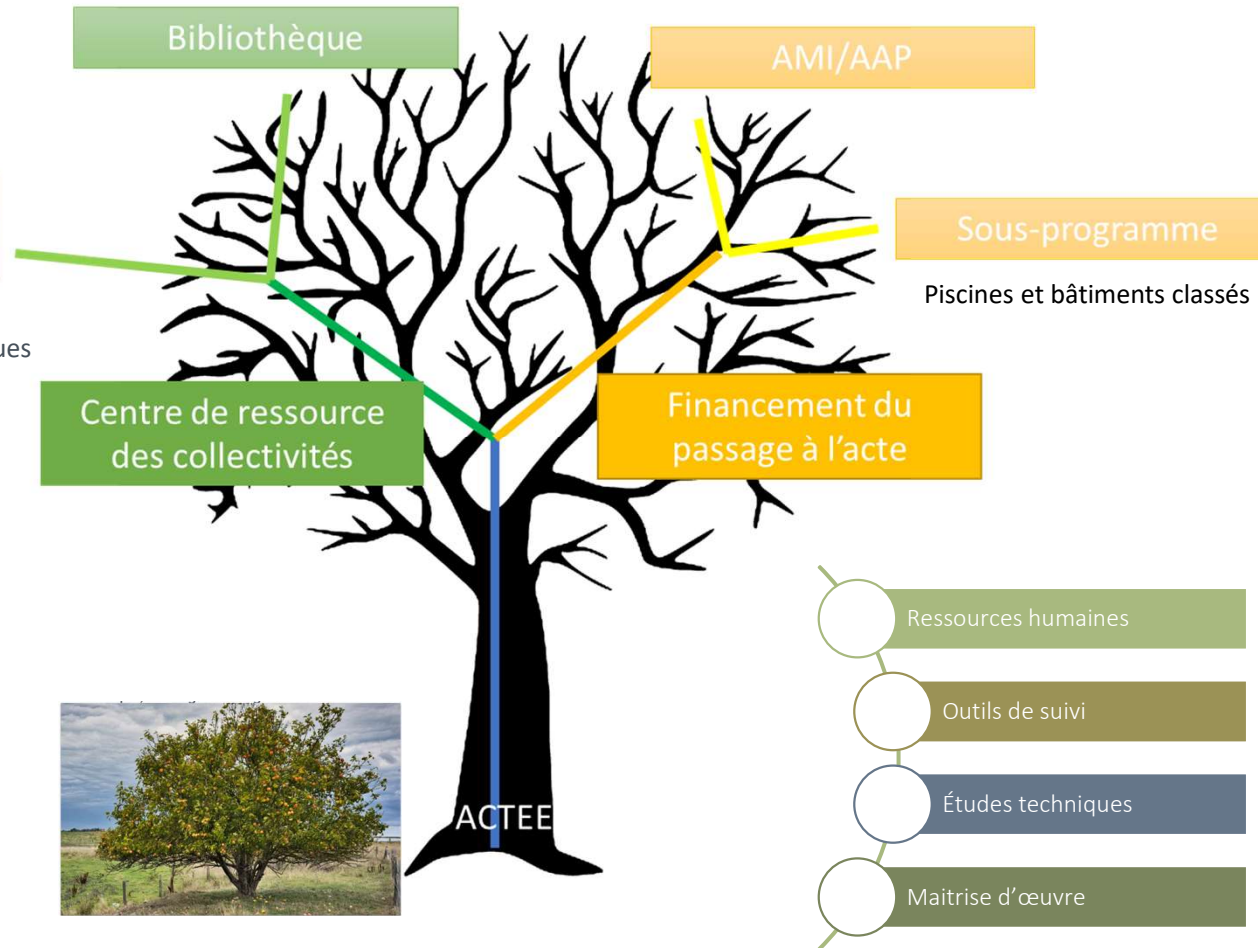 Bibliothèque
AMI/AAP
Sous-programme
Piscines et bâtiments classés
Centre de ressource
des collectivités
Financement du
passage à l'acte
Ressources humaines
Outils de suivi
Études techniques
ACTEE
Maitrise d'œuvre